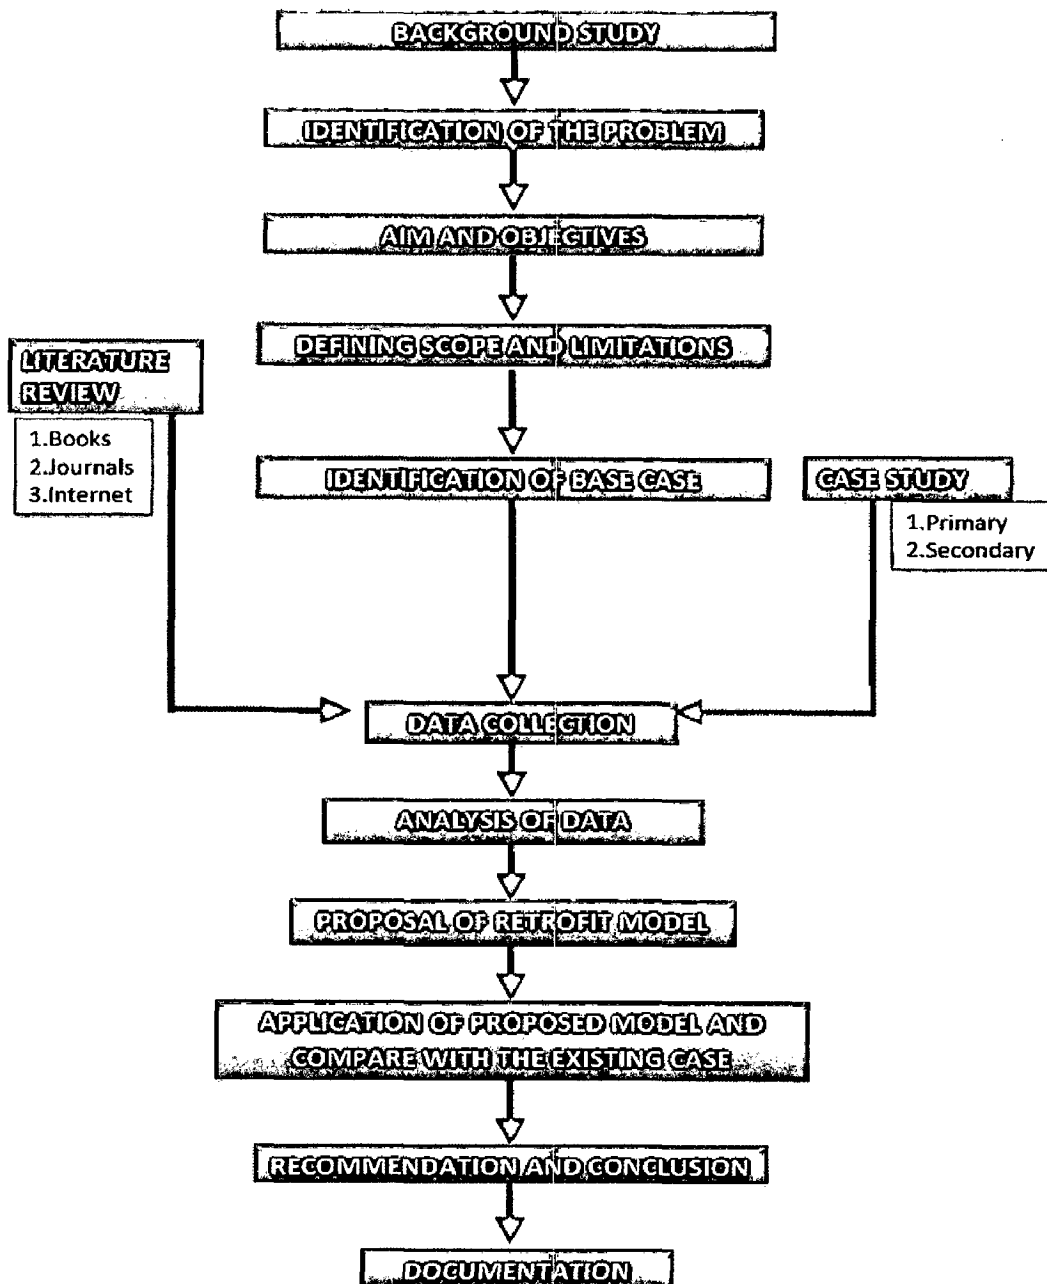 BACKGROUND STUDY
IDENTIFICATION OF THE PROBLEM
AIM AND OBJECTIVES
DEFINING SCOPE AND LIMITATIONS
LITERATURE
REVIEW
1.Books
2.Journals
3.Internet
IDENTIFICATION OF BASE CASE
CASE STUDY
1.Primary
2.Secondary
DATA COLLECTION
ANALYSIS OF DATA
PROPOSAL OF RETROFIT MODEL
APPLICATION OF PROPOSED MODEL AND
COMPARE WITH THE EXISTING CASE
RECOMMENDATION AND CONCLUSION
DOCUMENTATION